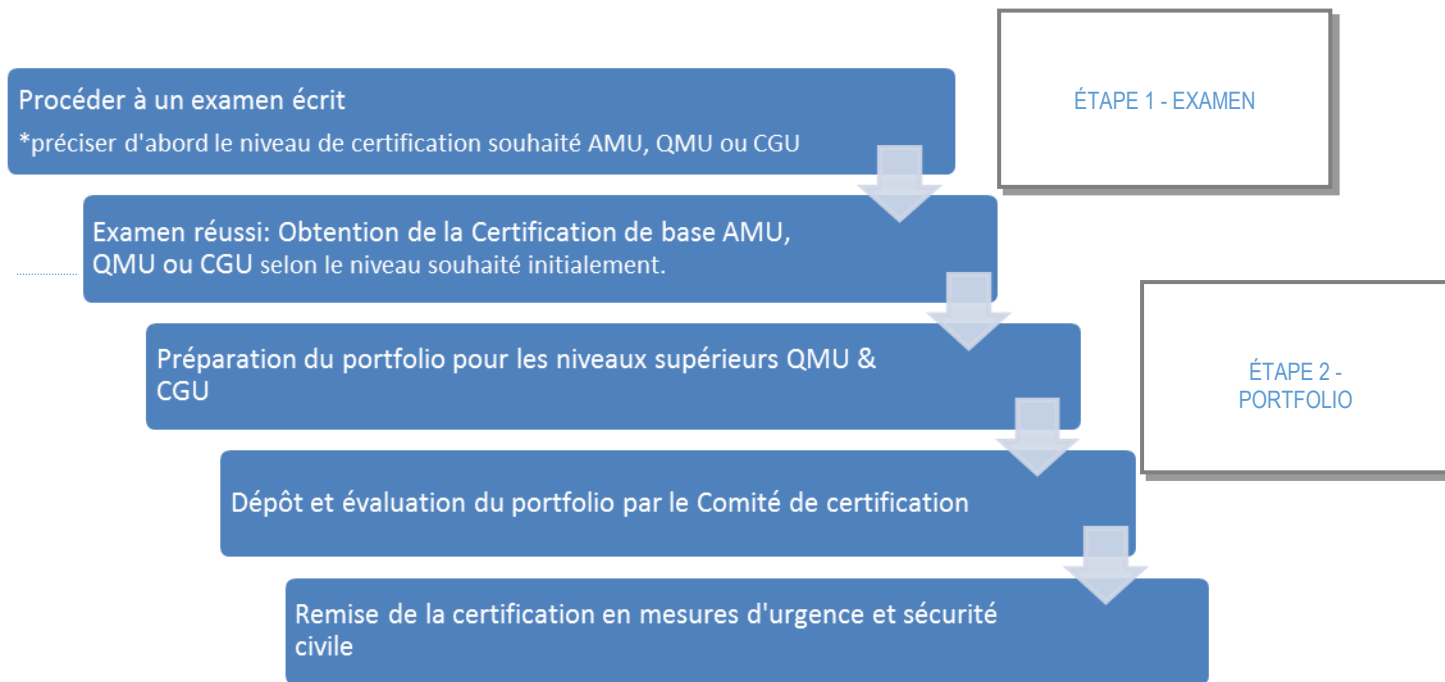 Procéder à un examen écrit
*préciser d'abord le niveau de certification souhaité AMU, QMU ou CGU
ÉTAPE 1 - EXAMEN
Examen réussi: Obtention de la Certification de base AMU,
QMU ou CGU selon le niveau souhaité initialement.
Préparation du portfolio pour les niveaux supérieurs QMU &
CGU
ÉTAPE 2 -
PORTFOLIO
Dépôt et évaluation du portfolio par le Comité de certification
Remise de la certification en mesures d'urgence et sécurité
civile